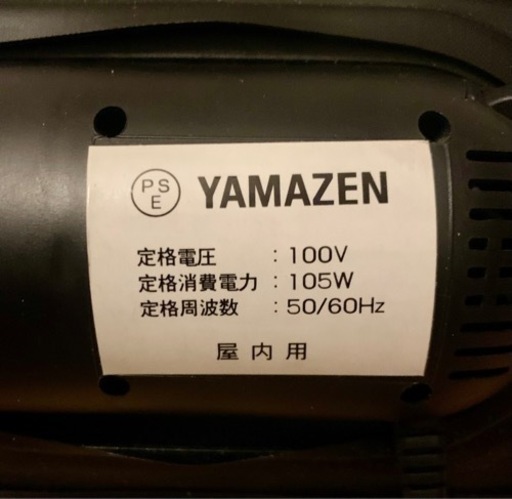 PS
E
YAMAZEN
定格電圧 : 100V
定格消費電力 : 105W
定格周波数 : 50/60Hz
屋内用